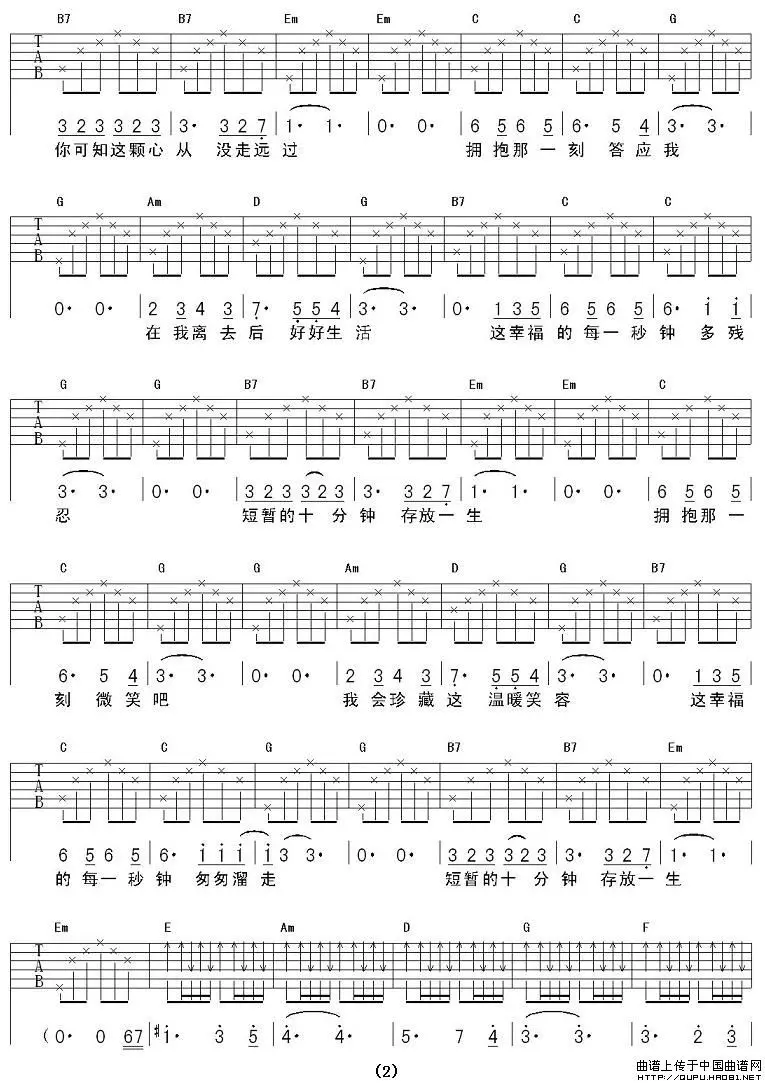 B7 B7 Em Em C C G
T A B
3 2 3 3 2 3 3· 3 2 7 1· 1· 0· 0· 6 5 6 5 6· 5 4 3· 3·
你可知这颗心 从 没走远 过 拥 抱那 一 刻 答 应 我
G Am D G B7 C C
T A B
0· 0· 2 3 4 3 7· 5 5 4 3· 3· 0· 1 3 5 6 5 6 5 6· 1 1
在 我 离 去 后 好 好 生 活 这 幸 福 的 每 一 秒 钟 多 残
G G B7 B7 Em Em C
T A B
3· 3· 0· 0· 3 2 3 3 2 3 3· 3 2 7 1· 1· 0· 0· 6 5 6 5
忍 短暂的十 分 钟 存放一 生 拥 抱那 一
C G G Am D G B7
T A B
6· 5 4 3· 3· 0· 0· 2 3 4 3 7· 5 5 4 3· 3· 0· 1 3 5
刻 微 笑 吧 我 会 珍 藏 这 温暖笑 容 这幸福
C C G G B7 B7 Em
T A B
6 5 6 5 6· i i i i 3 3· 0· 0· 3 2 3 3 2 3 3· 3 2 7 1· 1·
的 每一 秒 钟 匆匆溜 走 短暂的十 分 钟 存放一 生
Em E Am D G F
T A B
( 0· 0· 67 #i· 3 5 4· 4· 5· 7 4 3· 3· 3· 2 3
(2)
曲谱上传于中国曲谱网
HTTP://QUPU.HAO81.NET